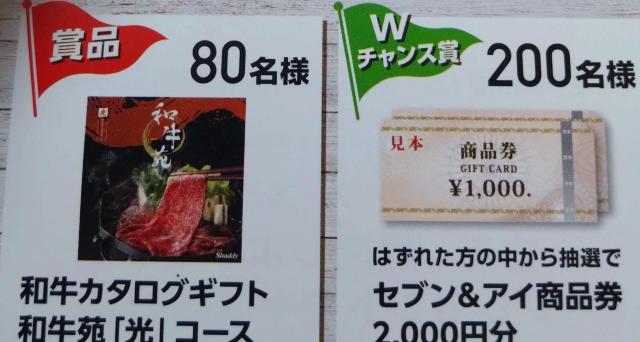 賞品
80名様
和牛苑
Shaddy
和牛カタログギフト
和牛苑「光」コース
Wチャンス賞
200名様
見本
商品券
GIFT CARD
¥1,000.
はずれた方の中から抽選で
セブン&アイ商品券
2,000円分